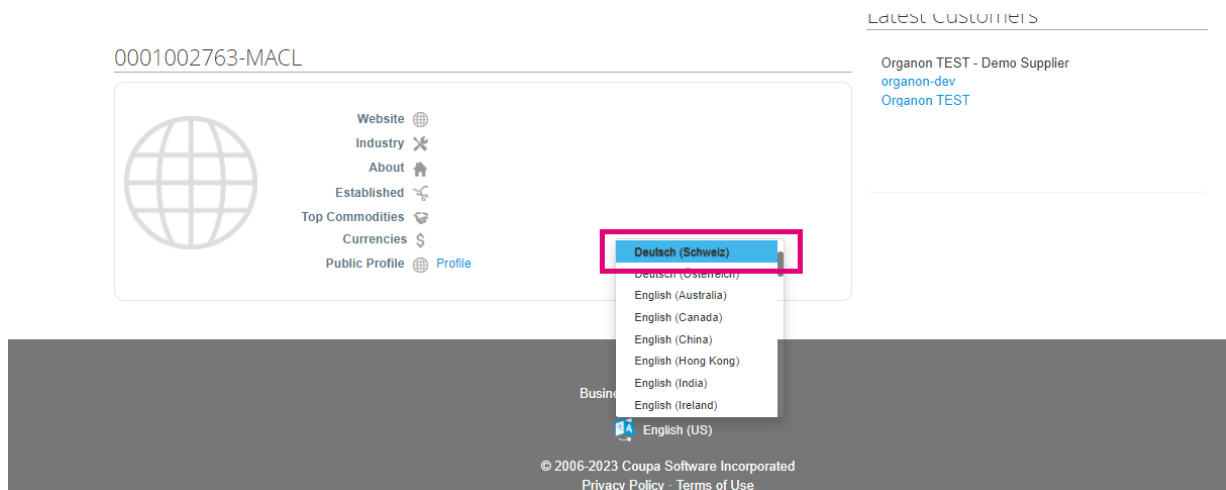 Latest Customers
0001002763-MACL
Organon TEST - Demo Supplier
organon-dev
Organon TEST
Website
Industry
About
Established
Top Commodities
Currencies $
Public Profile Profile
Deutsch (Schweiz)
Deutsch (Österreich)
English (Australia)
English (Canada)
English (China)
English (Hong Kong)
English (India)
English (Ireland)
English (US)
© 2006-2023 Coupa Software Incorporated
Privacy Policy · Terms of Use